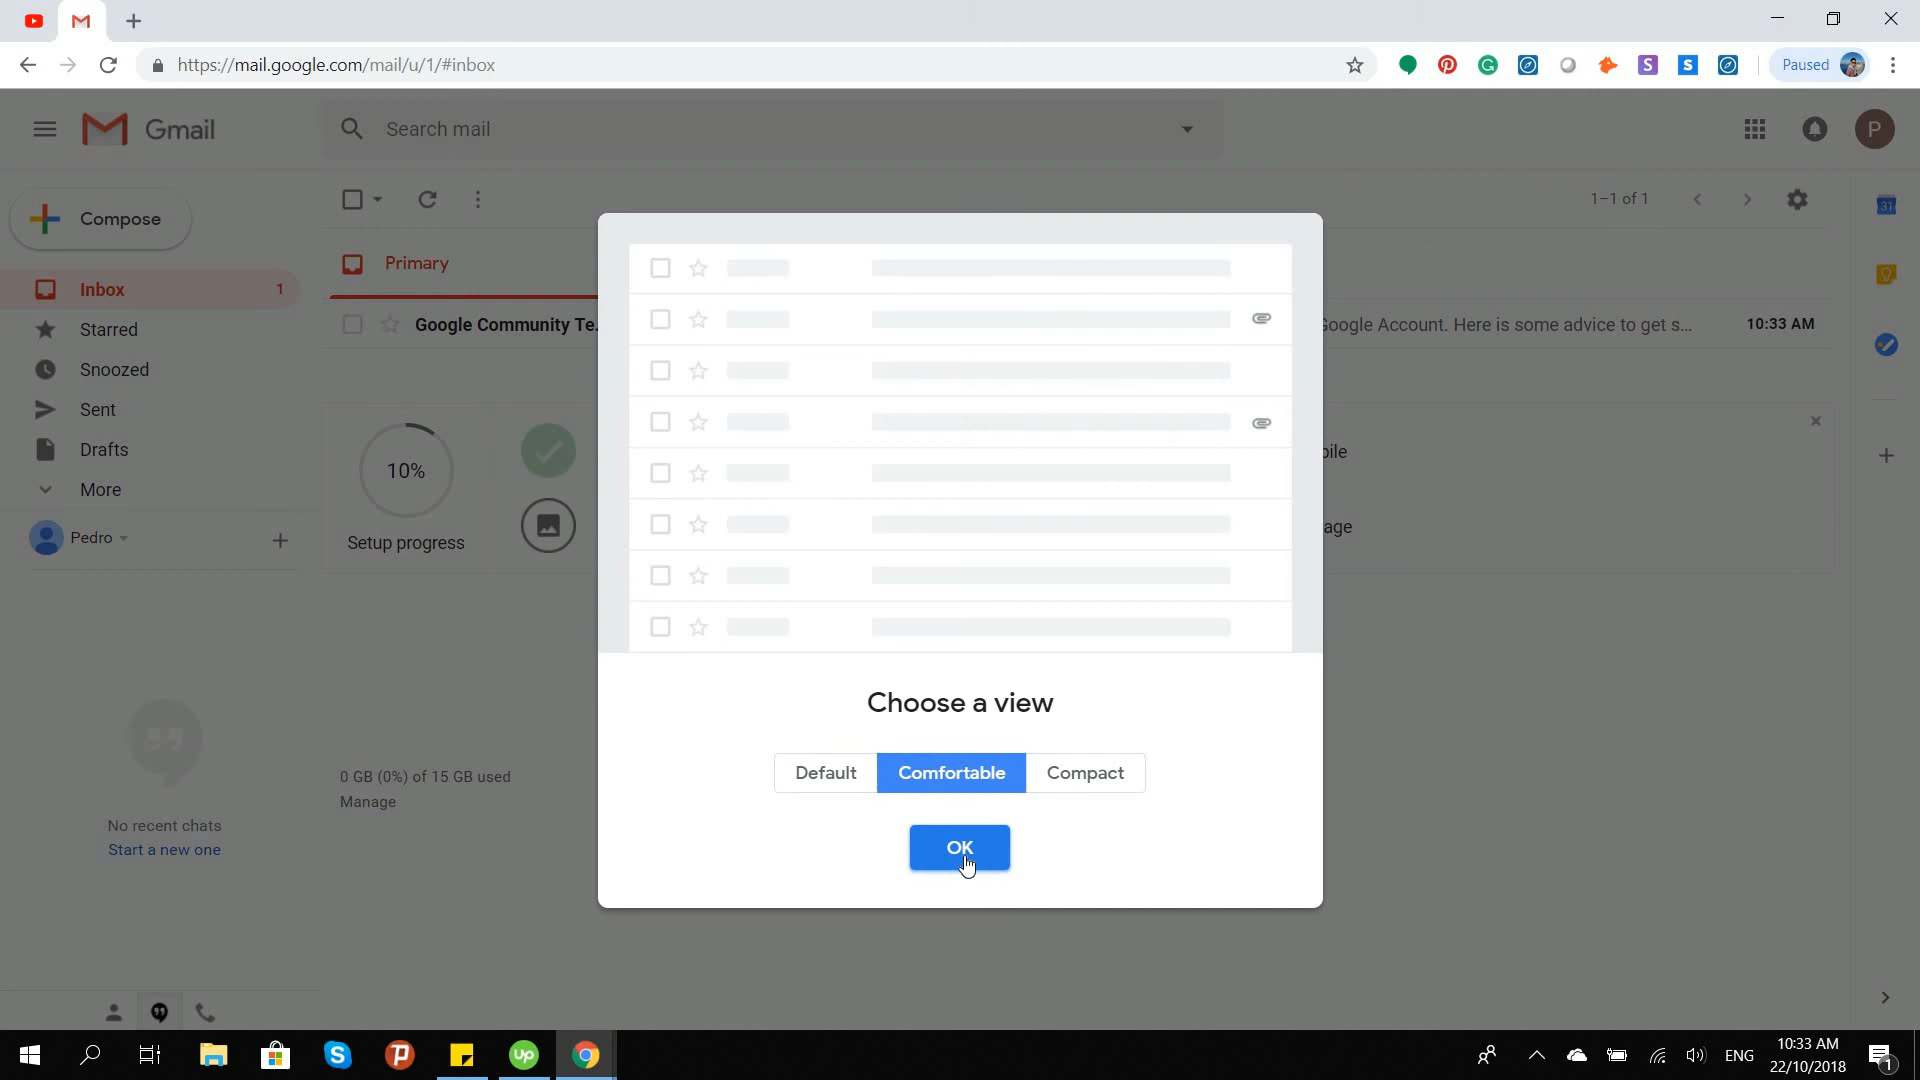 https://mail.google.com/mail/u/1/#inbox
Paused
Gmail
Search mail
P
Compose
1–1 of 1
31
Primary
Inbox
1
Google Community Te...
Google Account. Here is some advice to get s...
10:33 AM
Starred
Snoozed
Sent
Drafts
More
10%
Setup progress
bile
age
Pedro
Choose a view
Default
Comfortable
Compact
OK
0 GB (0%) of 15 GB used
Manage
No recent chats
Start a new one
ENG
10:33 AM
22/10/2018
1